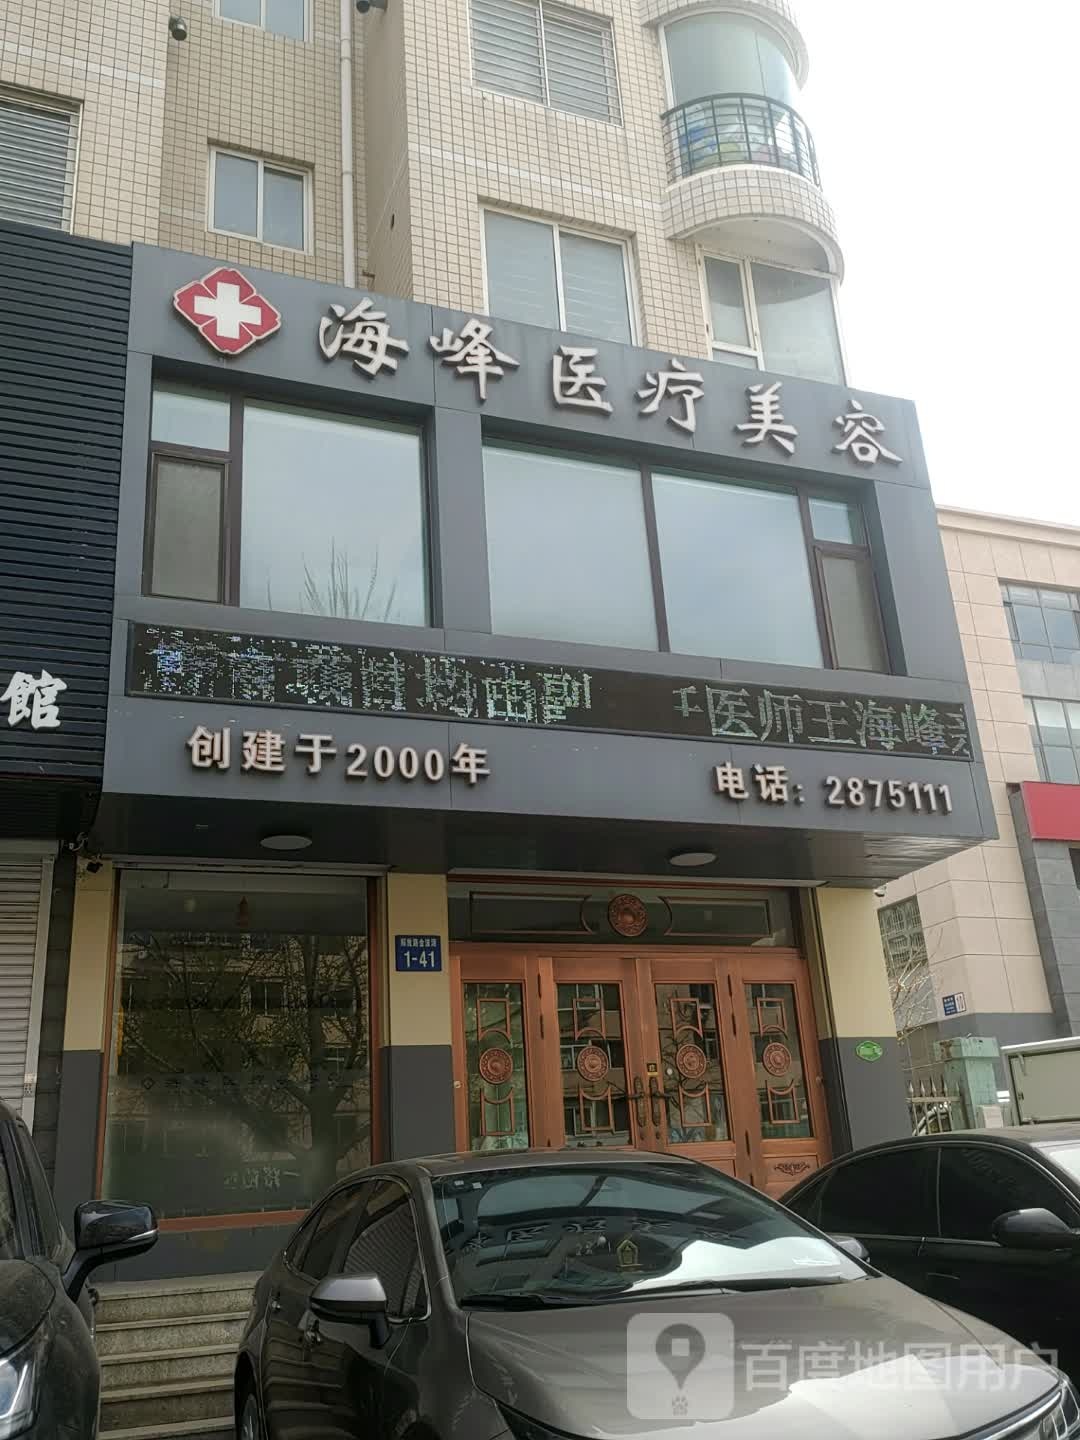 海峰医疗美容
医师王海峰
创建于2000年
电话：2875111
館
1-41
百度地图用户